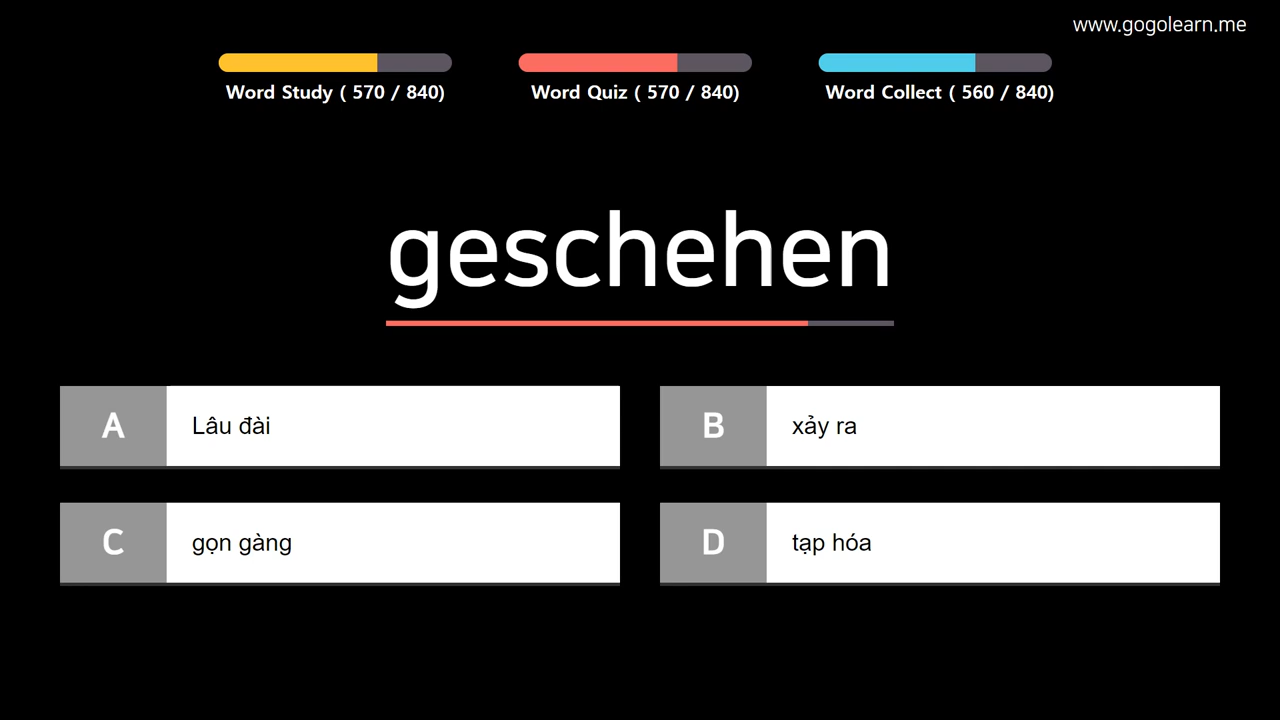 www.gogolearn.me
Word Study ( 570 / 840)
Word Quiz ( 570 / 840)
Word Collect ( 560 / 840)
geschehen
A
Lâu đài
B
xảy ra
C
gọn gàng
D
tạp hóa